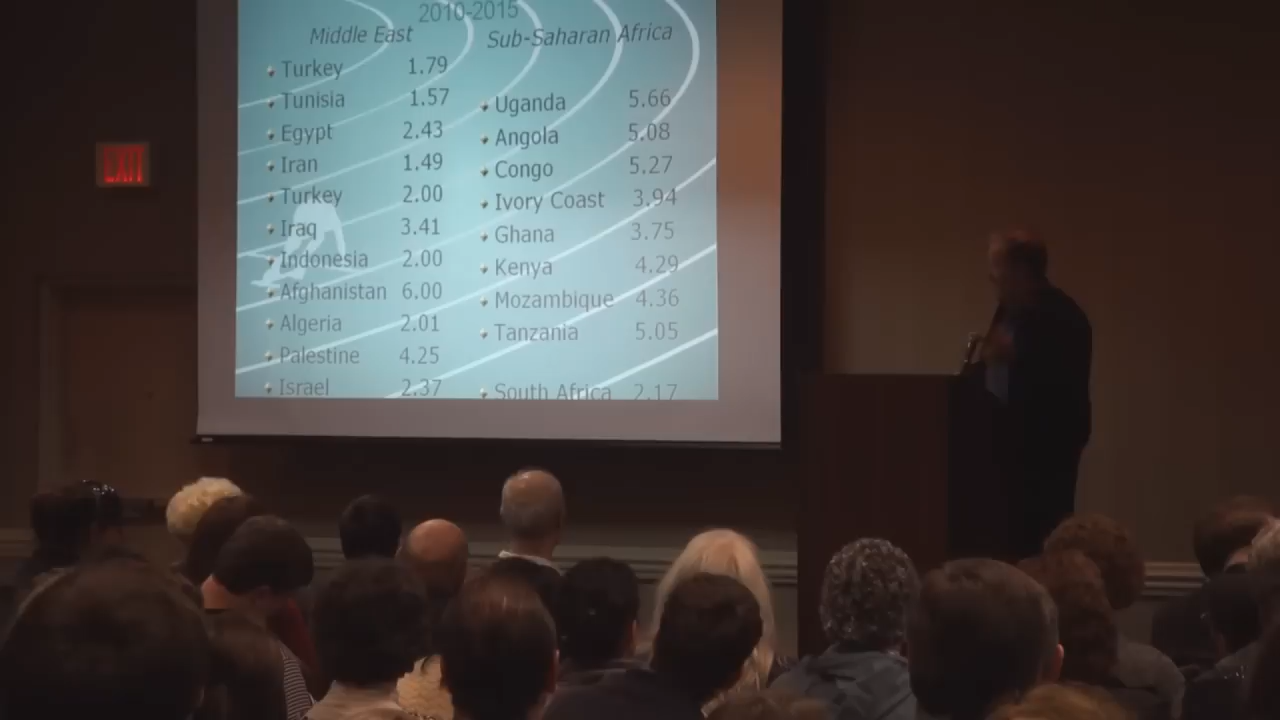 2010-2015
Middle East
Turkey 1.79
Tunisia 1.57
Egypt 2.43
Iran 1.49
Turkey 2.00
Iraq 3.41
Indonesia 2.00
Afghanistan 6.00
Algeria 2.01
Palestine 4.25
Israel 2.37
Sub-Saharan Africa
Uganda 5.66
Angola 5.08
Congo 5.27
Ivory Coast 3.94
Ghana 3.75
Kenya 4.29
Mozambique 4.36
Tanzania 5.05
South Africa 2.17
EXIT